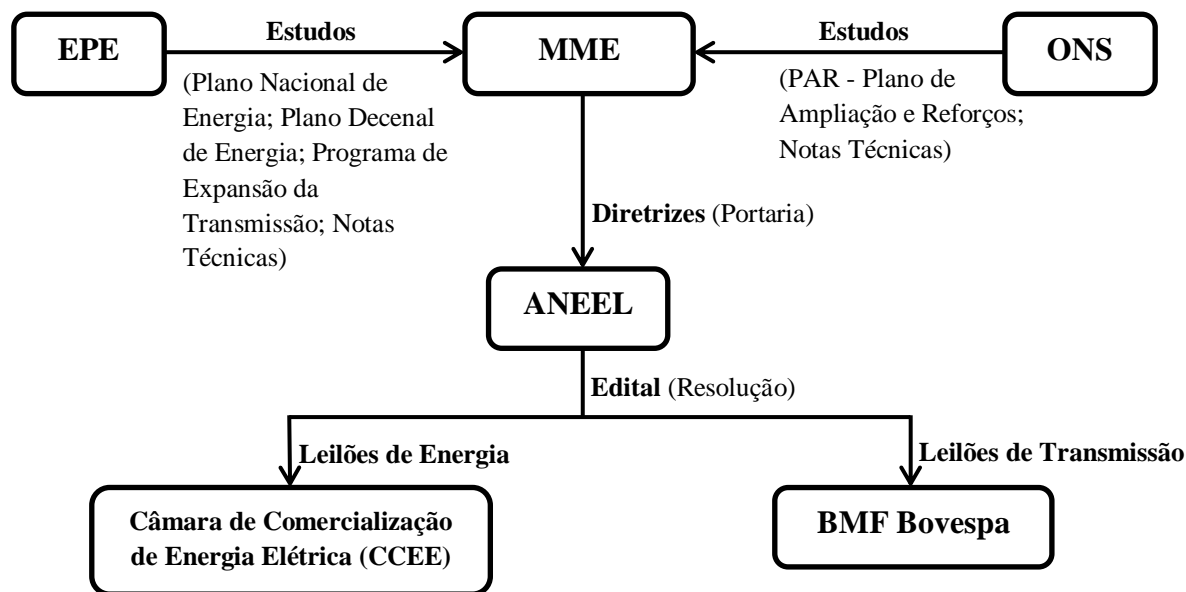 EPE
Estudos
(Plano Nacional de
Energia; Plano Decenal
de Energia; Programa de
Expansão da
Transmissão; Notas
Técnicas)
MME
Estudos
(PAR - Plano de
Ampliação e Reforços;
Notas Técnicas)
ONS
Diretrizes (Portaria)
ANEEL
Edital (Resolução)
Leilões de Energia
Leilões de Transmissão
Câmara de Comercialização
de Energia Elétrica (CCEE)
BMF Bovespa